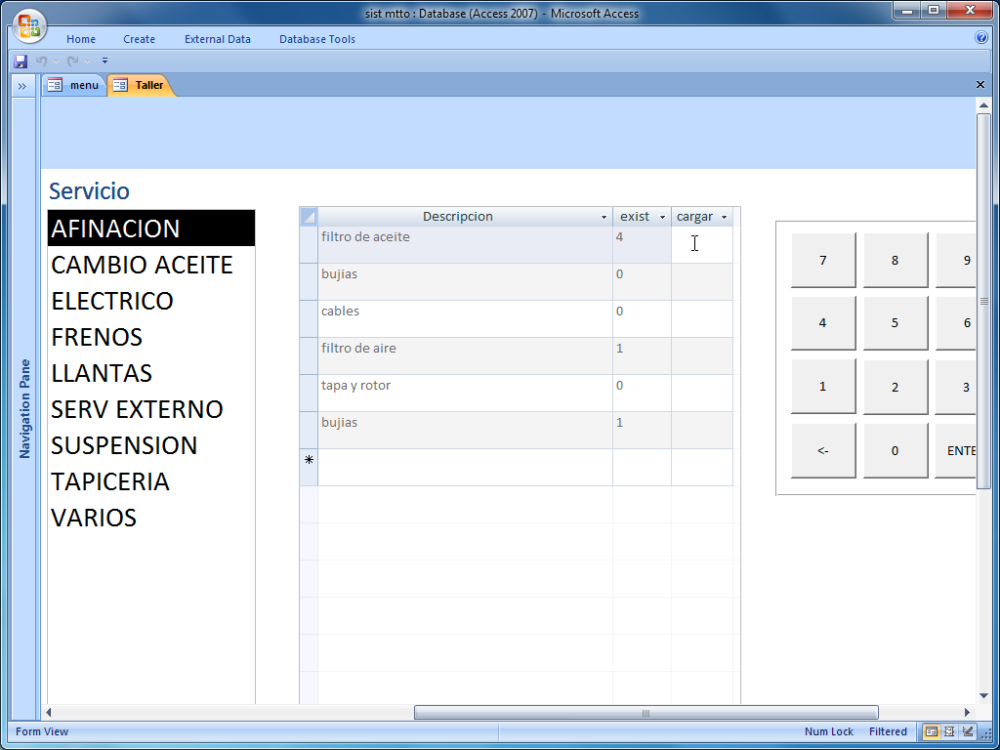 sist mtto : Database (Access 2007) - Microsoft Access
Home Create External Data Database Tools
menu Taller
Servicio
AFINACION
CAMBIO ACEITE
ELECTRICO
FRENOS
LLANTAS
SERV EXTERNO
SUSPENSION
TAPICERIA
VARIOS
Descripcion exist cargar
filtro de aceite 4
bujias 0
cables 0
filtro de aire 1
tapa y rotor 0
bujias 1
*
7 8 9
4 5 6
1 2 3
<- 0 ENTE
Navigation Pane
Form View Num Lock Filtered